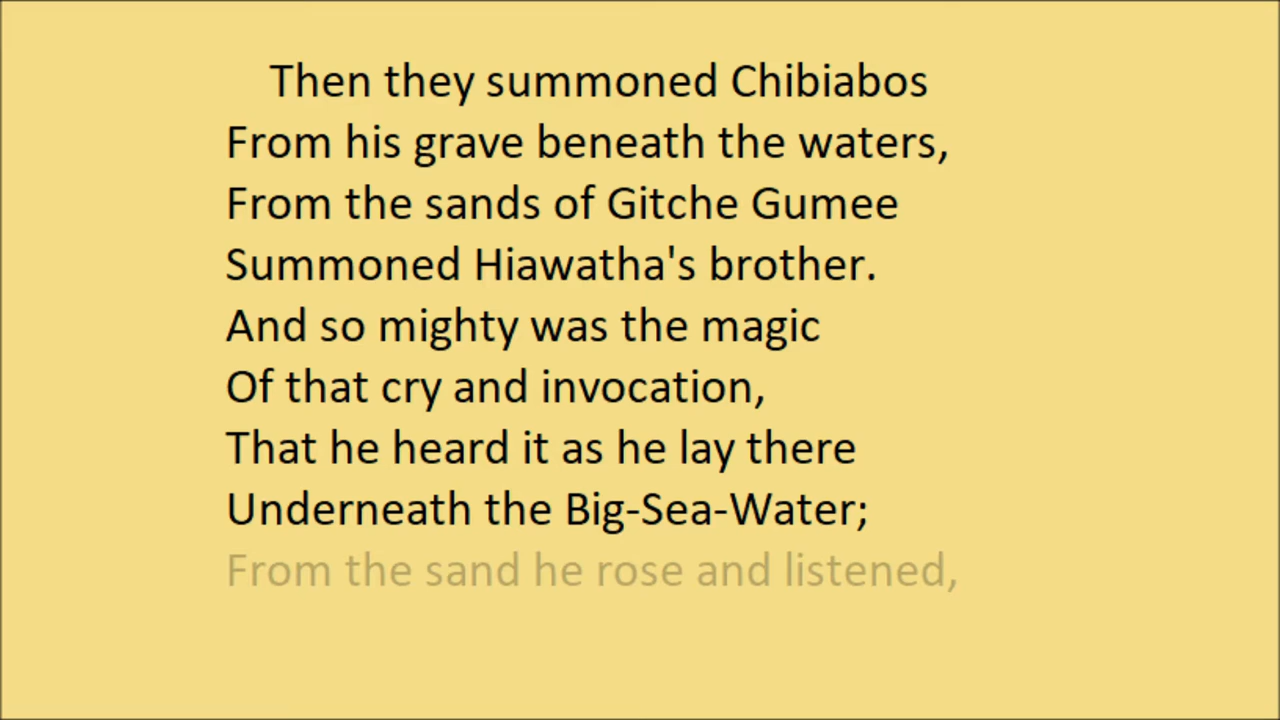 Then they summoned Chibiabos
From his grave beneath the waters,
From the sands of Gitche Gumee
Summoned Hiawatha's brother.
And so mighty was the magic
Of that cry and invocation,
That he heard it as he lay there
Underneath the Big-Sea-Water;
From the sand he rose and listened,